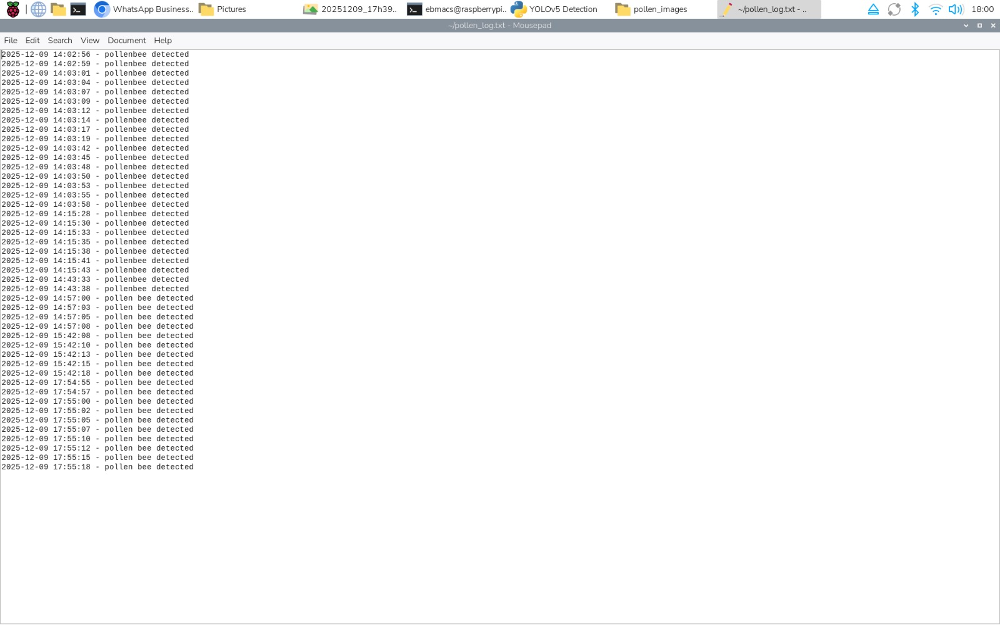 WhatsApp Business.. Pictures 20251209_17h39.. ebmacs@raspberrypi.. YOLOv5 Detection pollen_images ~/pollen_log.txt - .. 18:00
~/pollen_log.txt - Mousepad
File Edit Search View Document Help
2025-12-09 14:02:56 - pollenbee detected
2025-12-09 14:02:59 - pollenbee detected
2025-12-09 14:03:01 - pollenbee detected
2025-12-09 14:03:04 - pollenbee detected
2025-12-09 14:03:07 - pollenbee detected
2025-12-09 14:03:09 - pollenbee detected
2025-12-09 14:03:12 - pollenbee detected
2025-12-09 14:03:14 - pollenbee detected
2025-12-09 14:03:17 - pollenbee detected
2025-12-09 14:03:19 - pollenbee detected
2025-12-09 14:03:42 - pollenbee detected
2025-12-09 14:03:45 - pollenbee detected
2025-12-09 14:03:48 - pollenbee detected
2025-12-09 14:03:50 - pollenbee detected
2025-12-09 14:03:53 - pollenbee detected
2025-12-09 14:03:55 - pollenbee detected
2025-12-09 14:03:58 - pollenbee detected
2025-12-09 14:15:28 - pollenbee detected
2025-12-09 14:15:30 - pollenbee detected
2025-12-09 14:15:33 - pollenbee detected
2025-12-09 14:15:35 - pollenbee detected
2025-12-09 14:15:38 - pollenbee detected
2025-12-09 14:15:41 - pollenbee detected
2025-12-09 14:15:43 - pollenbee detected
2025-12-09 14:43:33 - pollenbee detected
2025-12-09 14:43:38 - pollenbee detected
2025-12-09 14:57:00 - pollen bee detected
2025-12-09 14:57:03 - pollen bee detected
2025-12-09 14:57:05 - pollen bee detected
2025-12-09 14:57:08 - pollen bee detected
2025-12-09 15:42:08 - pollen bee detected
2025-12-09 15:42:10 - pollen bee detected
2025-12-09 15:42:13 - pollen bee detected
2025-12-09 15:42:15 - pollen bee detected
2025-12-09 15:42:18 - pollen bee detected
2025-12-09 17:54:55 - pollen bee detected
2025-12-09 17:54:57 - pollen bee detected
2025-12-09 17:55:00 - pollen bee detected
2025-12-09 17:55:02 - pollen bee detected
2025-12-09 17:55:05 - pollen bee detected
2025-12-09 17:55:07 - pollen bee detected
2025-12-09 17:55:10 - pollen bee detected
2025-12-09 17:55:12 - pollen bee detected
2025-12-09 17:55:15 - pollen bee detected
2025-12-09 17:55:18 - pollen bee detected